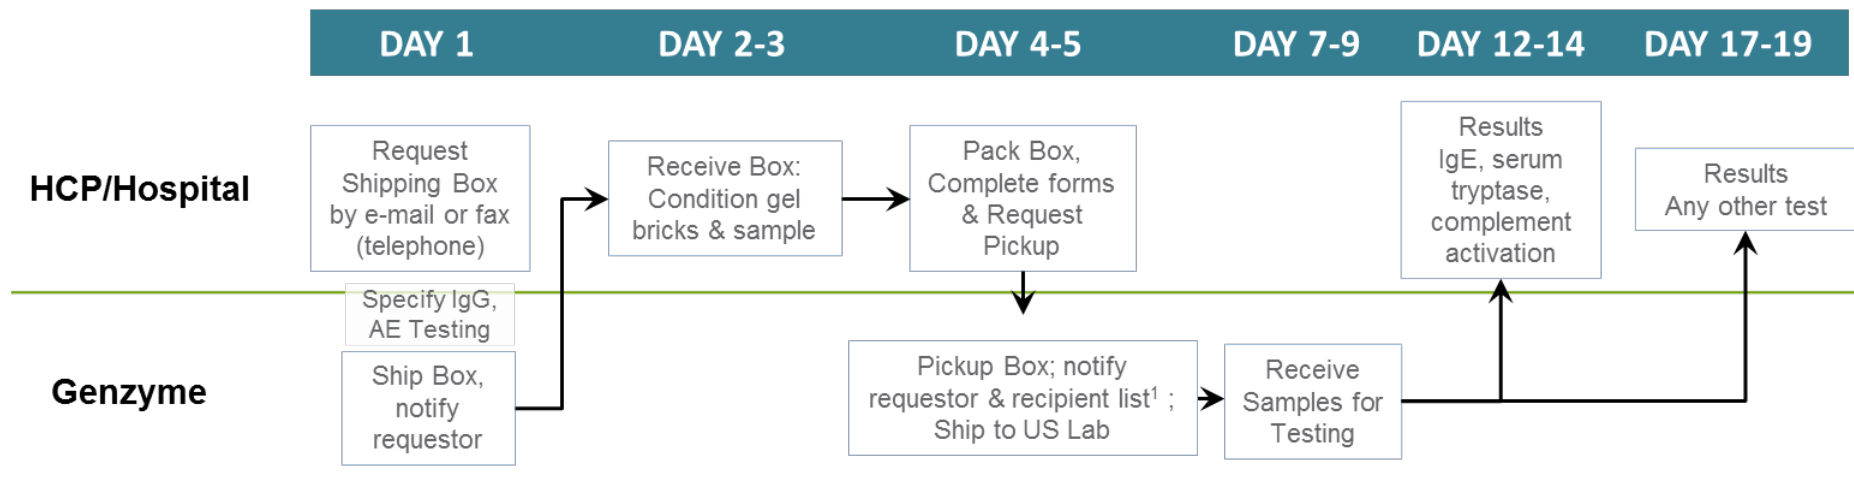 DAY 1
DAY 2-3
DAY 4-5
DAY 7-9
DAY 12-14
DAY 17-19
HCP/Hospital
Request
Shipping Box
by e-mail or fax
(telephone)
Receive Box:
Condition gel
bricks & sample
Pack Box,
Complete forms
& Request
Pickup
Results
IgE, serum
tryptase,
complement
activation
Results
Any other test
Specify IgG,
AE Testing
Genzyme
Ship Box,
notify
requestor
Pickup Box; notify
requestor & recipient list¹ ;
Ship to US Lab
Receive
Samples for
Testing